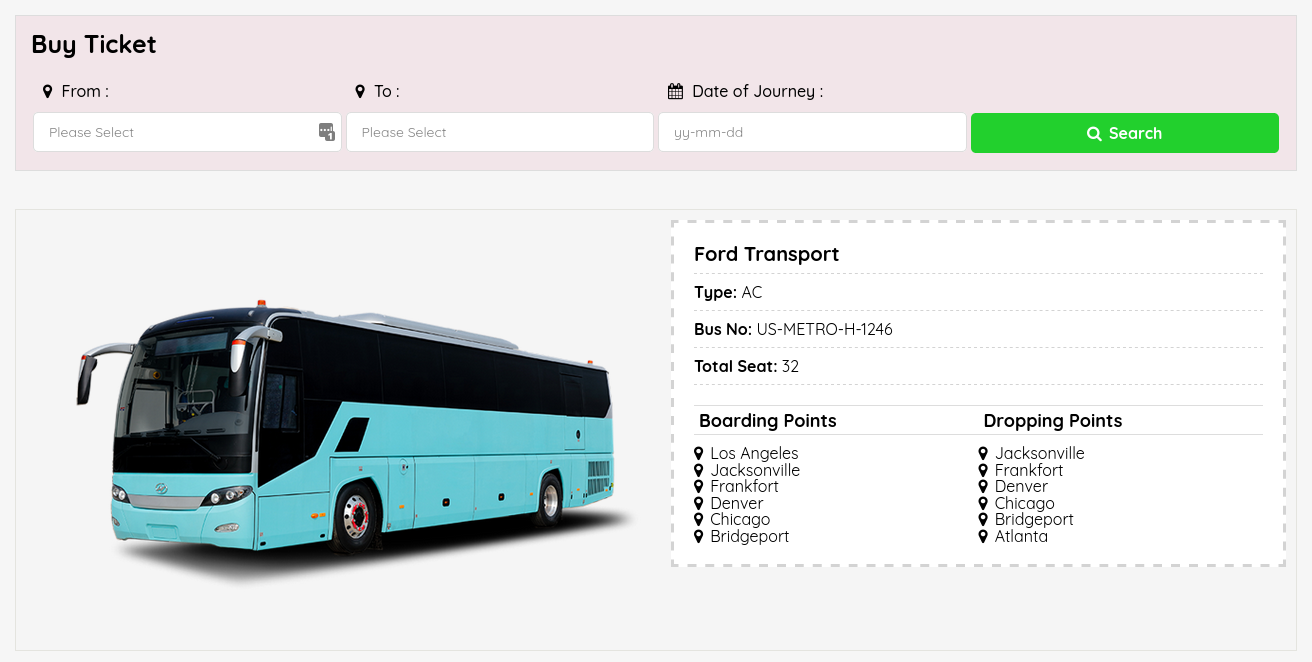 Buy Ticket
From :
To :
Date of Journey :
Please Select
Please Select
yy-mm-dd
Search
Ford Transport
Type: AC
Bus No: US-METRO-H-1246
Total Seat: 32
Boarding Points
Dropping Points
Los Angeles
Jacksonville
Frankfort
Denver
Chicago
Bridgeport
Jacksonville
Frankfort
Denver
Chicago
Bridgeport
Atlanta